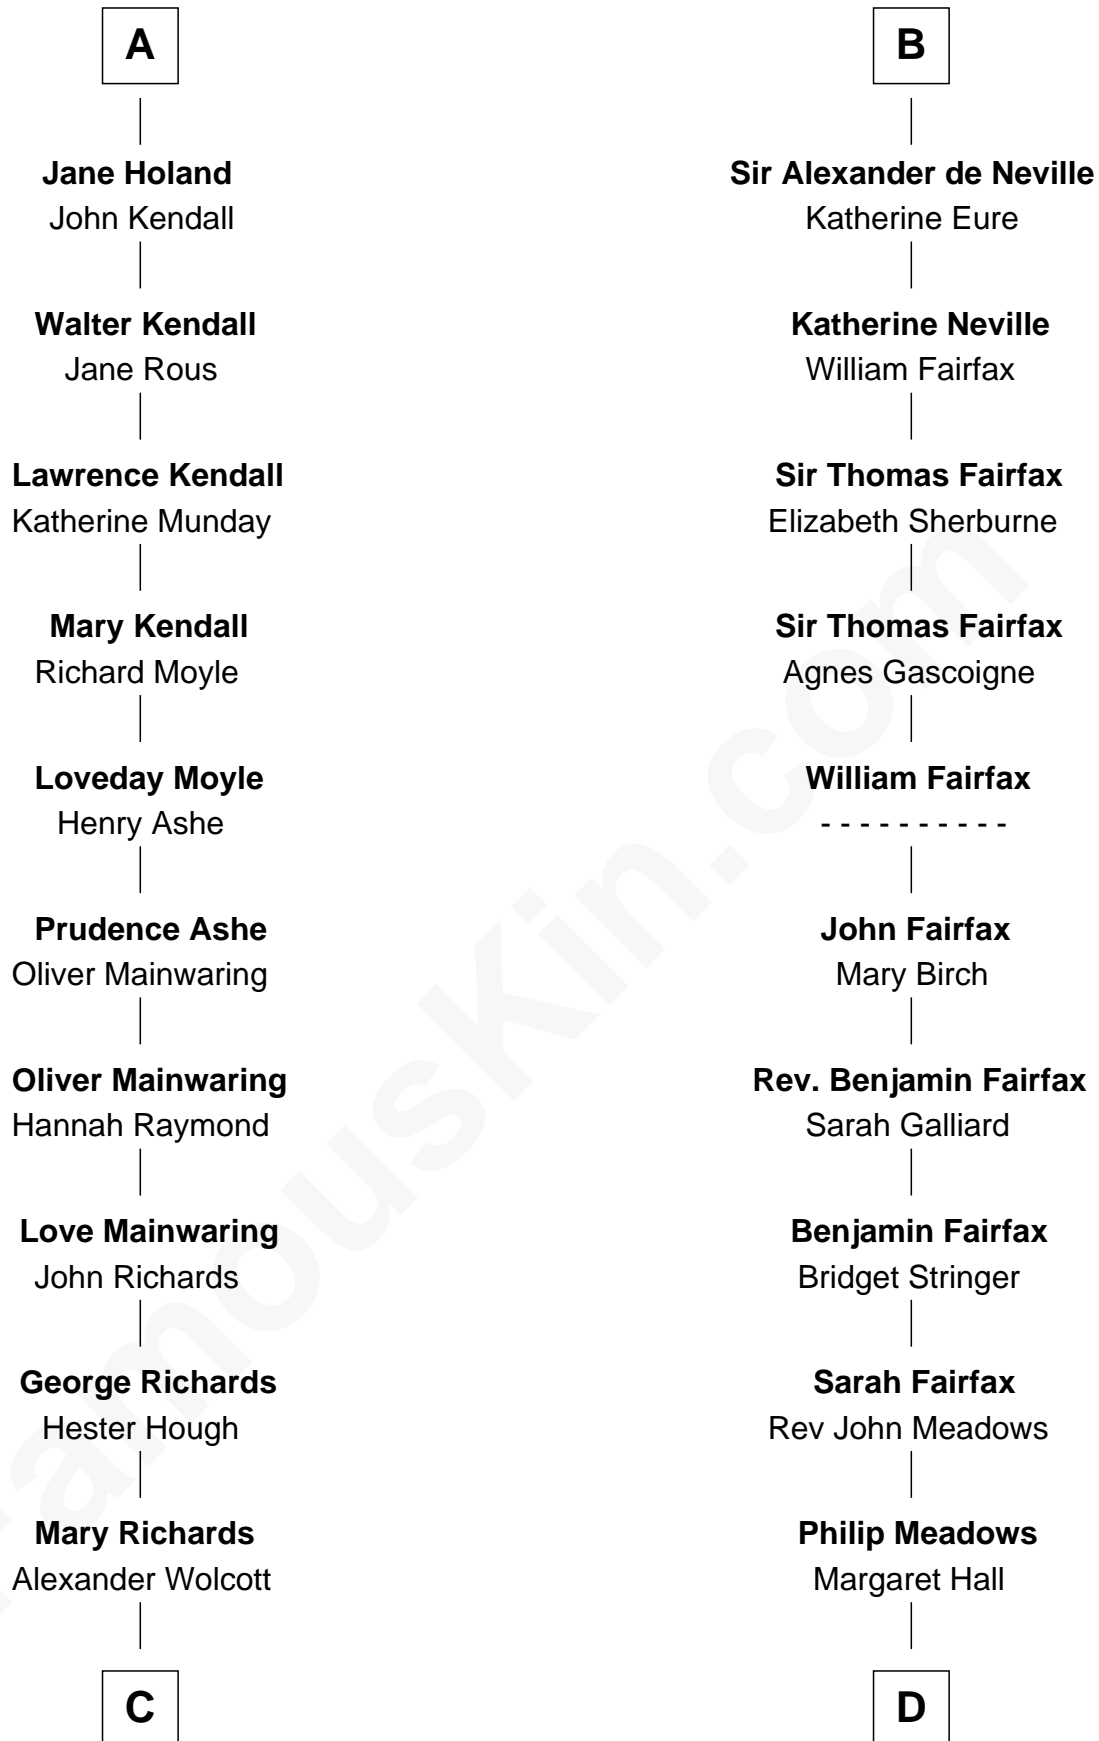 A
Jane Holand
John Kendall
Walter Kendall
Jane Rous
Lawrence Kendall
Katherine Munday
Mary Kendall
Richard Moyle
Loveday Moyle
Henry Ashe
Prudence Ashe
Oliver Mainwaring
Oliver Mainwaring
Hannah Raymond
Love Mainwaring
John Richards
George Richards
Hester Hough
Mary Richards
Alexander Wolcott
C
B
Sir Alexander de Neville
Katherine Eure
Katherine Neville
William Fairfax
Sir Thomas Fairfax
Elizabeth Sherburne
Sir Thomas Fairfax
Agnes Gascoigne
William Fairfax
- - - - - - - - - -
John Fairfax
Mary Birch
Rev. Benjamin Fairfax
Sarah Galliard
Benjamin Fairfax
Bridget Stringer
Sarah Fairfax
Rev John Meadows
Philip Meadows
Margaret Hall
D
FamousKin.com